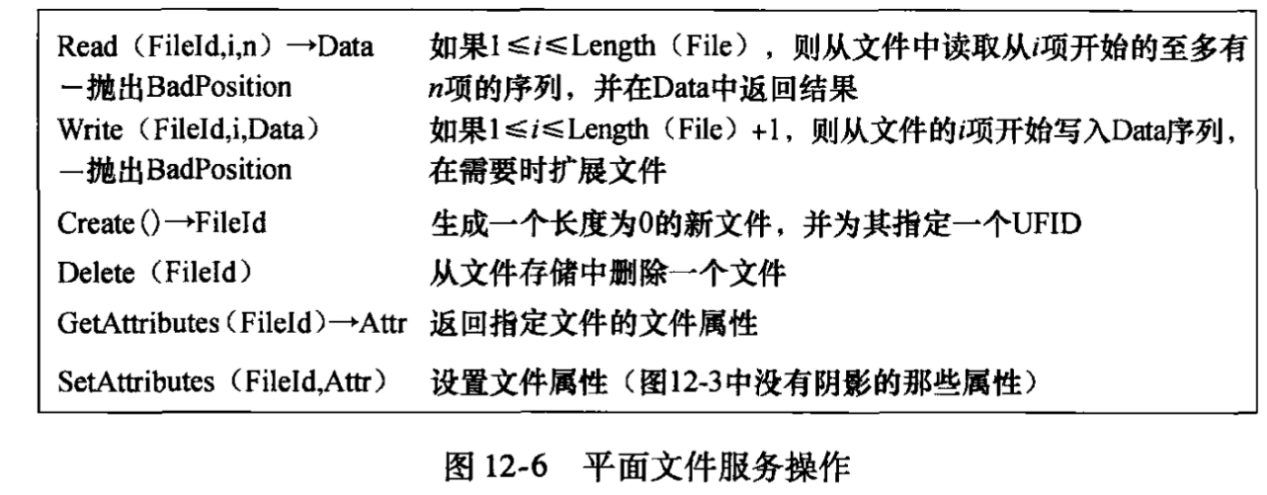 Read（FileId,i,n）→Data 如果1≤i≤Length（File），则从文件中读取从i项开始的至多有
—抛出BadPosition n项的序列，并在Data中返回结果
Write（FileId,i,Data） 如果1≤i≤Length（File）+1，则从文件的i项开始写入Data序列，
—抛出BadPosition 在需要时扩展文件
Create()→FileId 生成一个长度为0的新文件，并为其指定一个UFID
Delete（FileId） 从文件存储中删除一个文件
GetAttributes（FileId）→Attr 返回指定文件的文件属性
SetAttributes（FileId,Attr） 设置文件属性（图12-3中没有阴影的那些属性）
图 12-6 平面文件服务操作